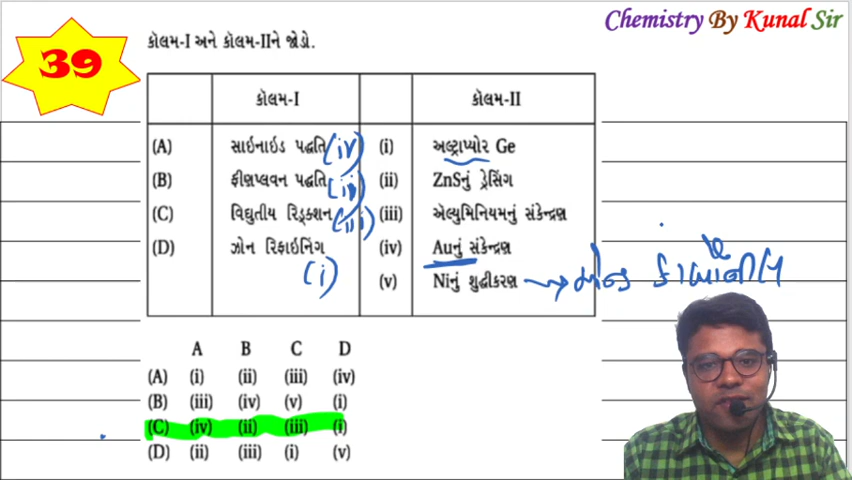 Chemistry By Kunal Sir
39
કૉલમ-I અને કૉલમ-IIને જોડો.
કૉલમ-I કૉલમ-II
(A) સાઇનાઇડ પદ્ધતિ (iv) (i) અલ્ટ્રાપ્યોર Ge
(B) ફીણપ્લવન પદ્ધતિ (ii) (ii) ZnSનું ડ્રેસિંગ
(C) વિદ્યુતીય રિડ્ક્શન (iii) (iii) ઍલ્યુમિનિયમનું સંકેન્દ્રણ
(D) ઝોન રિફાઇનિંગ (i) (iv) Auનું સંકેન્દ્રણ
(v) Niનું શુદ્ધીકરણ
A B C D
(A) (i) (ii) (iii) (iv)
(B) (iii) (iv) (v) (i)
(C) (iv) (ii) (iii) (i)
(D) (ii) (iii) (i) (v)